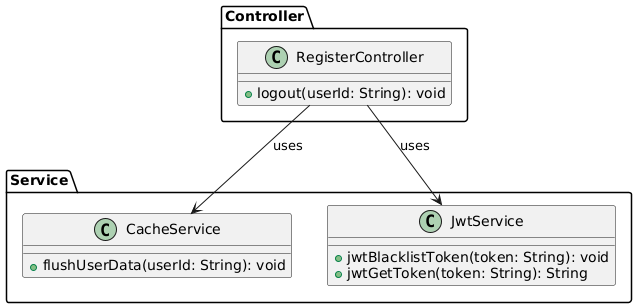 Controller
C RegisterController
logout(userId: String): void
uses
uses
Service
C CacheService
flushUserData(userId: String): void
C JwtService
jwtBlacklistToken(token: String): void
jwtGetToken(token: String): String